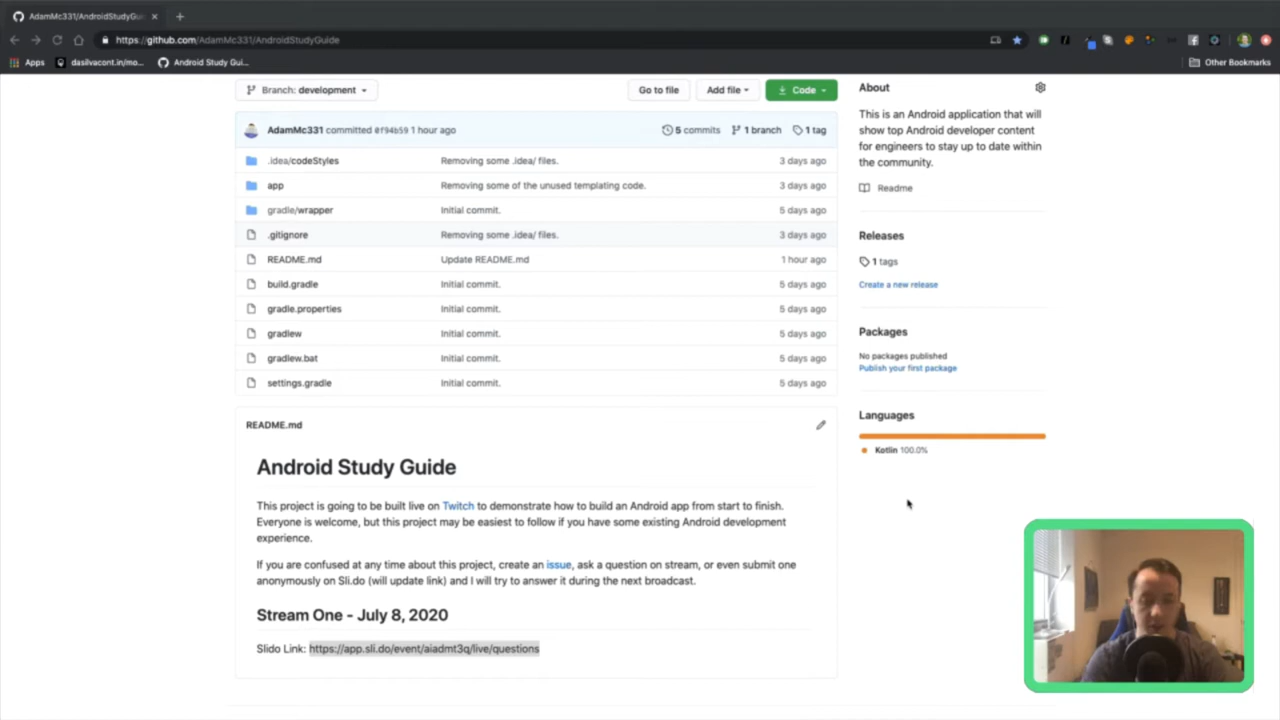 AdamMc331/AndroidStudyGui
https://github.com/AdamMc331/AndroidStudyGuide
Apps
dasilvacont.in/mo...
Android Study Gui...
Other Bookmarks
Branch: development
Go to file
Add file
Code
AdamMc331 committed @f94b59 1 hour ago
5 commits
1 branch
1 tag
.idea/codeStyles Removing some .idea/ files. 3 days ago
app Removing some of the unused templating code. 3 days ago
gradle/wrapper Initial commit. 5 days ago
.gitignore Removing some .idea/ files. 3 days ago
README.md Update README.md 1 hour ago
build.gradle Initial commit. 5 days ago
gradle.properties Initial commit. 5 days ago
gradlew Initial commit. 5 days ago
gradlew.bat Initial commit. 5 days ago
settings.gradle Initial commit. 5 days ago
README.md
Android Study Guide
This project is going to be built live on Twitch to demonstrate how to build an Android app from start to finish.
Everyone is welcome, but this project may be easiest to follow if you have some existing Android development
experience.
If you are confused at any time about this project, create an issue, ask a question on stream, or even submit one
anonymously on Sli.do (will update link) and I will try to answer it during the next broadcast.
Stream One - July 8, 2020
Slido Link: https://app.sli.do/event/aiadmt3q/live/questions
About
This is an Android application that will
show top Android developer content
for engineers to stay up to date within
the community.
Readme
Releases
1 tags
Create a new release
Packages
No packages published
Publish your first package
Languages
Kotlin 100.0%